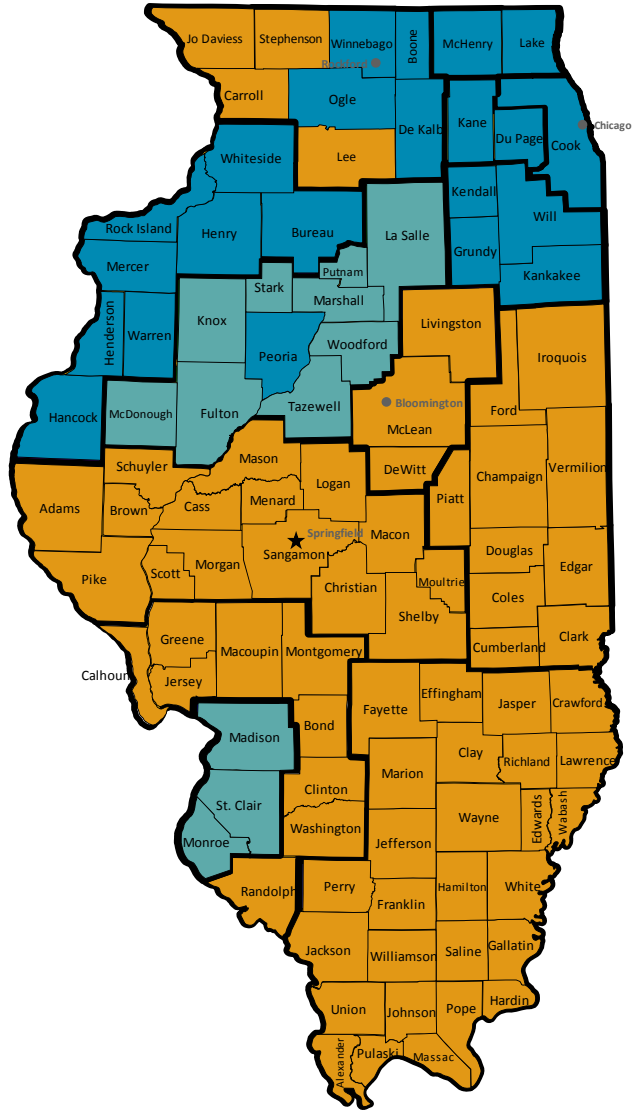 Jo Daviess
Stephenson
Winnebago
Boone
McHenry
Lake
Rockford
Carroll
Ogle
De Kalb
Kane
Du Page
Cook
Chicago
Whiteside
Lee
Kendall
Will
Rock Island
Henry
Bureau
La Salle
Grundy
Mercer
Putnam
Kankakee
Stark
Marshall
Henderson
Warren
Knox
Peoria
Woodford
Livingston
Iroquois
Hancock
McDonough
Fulton
Tazewell
Bloomington
McLean
Ford
Schuyler
Mason
Logan
DeWitt
Champaign
Vermilion
Adams
Brown
Cass
Menard
Piatt
Springfield
Macon
Sangamon
Douglas
Edgar
Pike
Scott
Morgan
Christian
Moultrie
Coles
Shelby
Greene
Macoupin
Montgomery
Cumberland
Clark
Calhoun
Jersey
Effingham
Jasper
Crawford
Fayette
Bond
Madison
Clay
Richland
Lawrence
Marion
Clinton
St. Clair
Wayne
Edwards
Wabash
Washington
Monroe
Jefferson
Randolph
Perry
Hamilton
White
Franklin
Jackson
Williamson
Saline
Gallatin
Union
Johnson
Pope
Hardin
Alexander
Pulaski
Massac